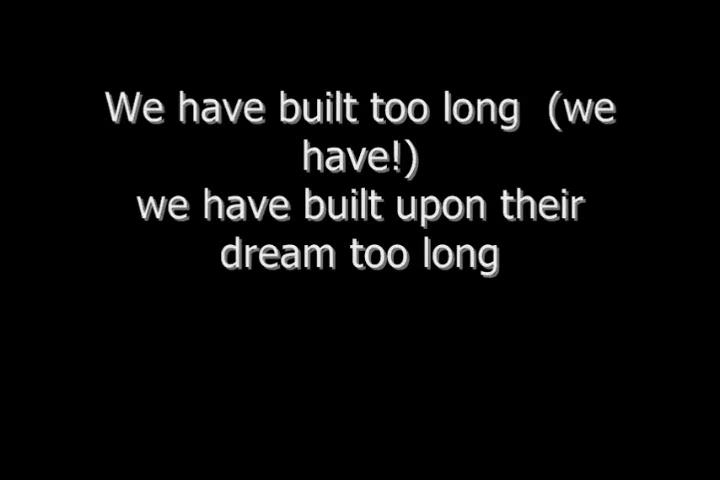 We have built too long (we
have!)
we have built upon their
dream too long